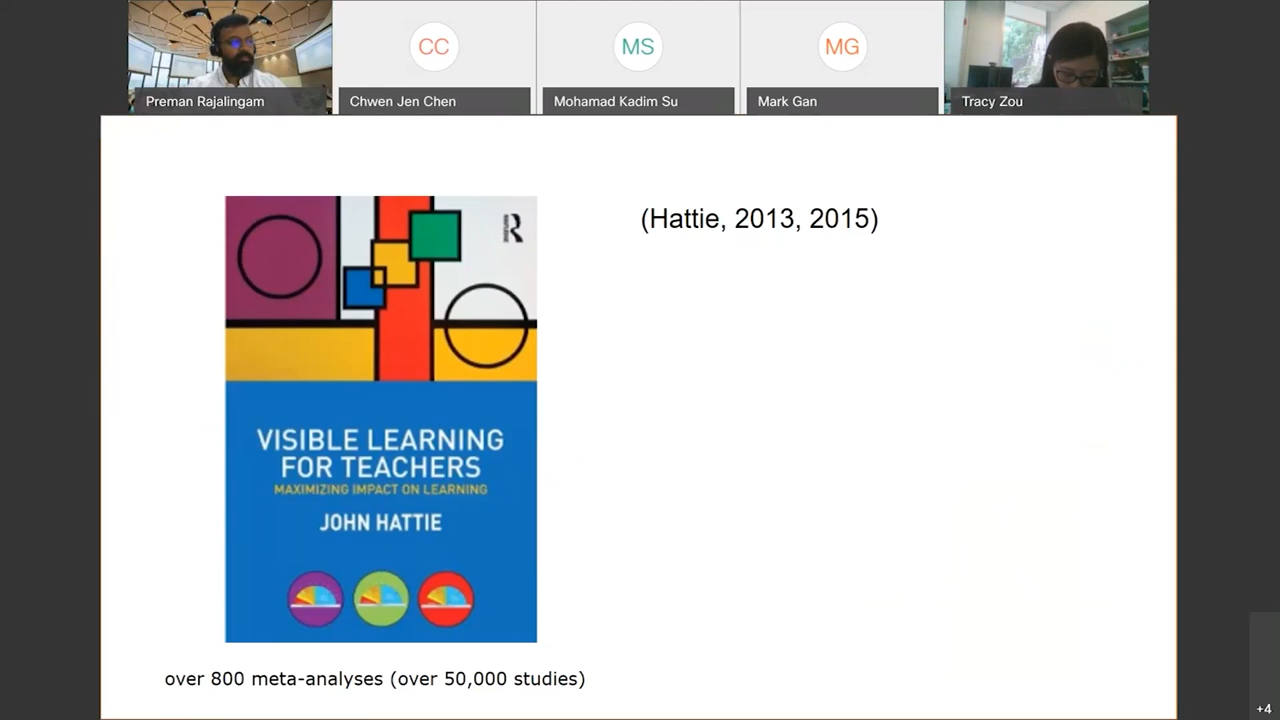 CC
MS
MG
Preman Rajalingam
Chwen Jen Chen
Mohamad Kadim Su
Mark Gan
Tracy Zou
(Hattie, 2013, 2015)
R
VISIBLE LEARNING
FOR TEACHERS
MAXIMIZING IMPACT ON LEARNING
JOHN HATTIE
over 800 meta-analyses (over 50,000 studies)
+4